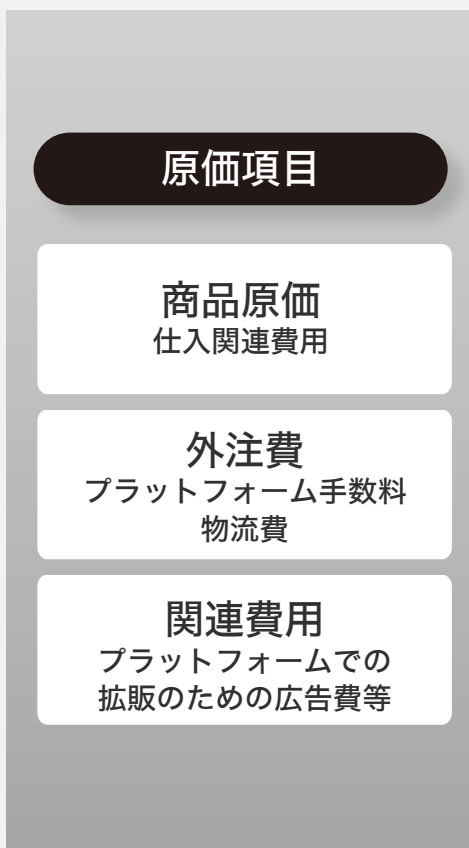 原価項目
商品原価
仕入関連費用
外注費
プラットフォーム手数料
物流費
関連費用
プラットフォームでの
拡販のための広告費等